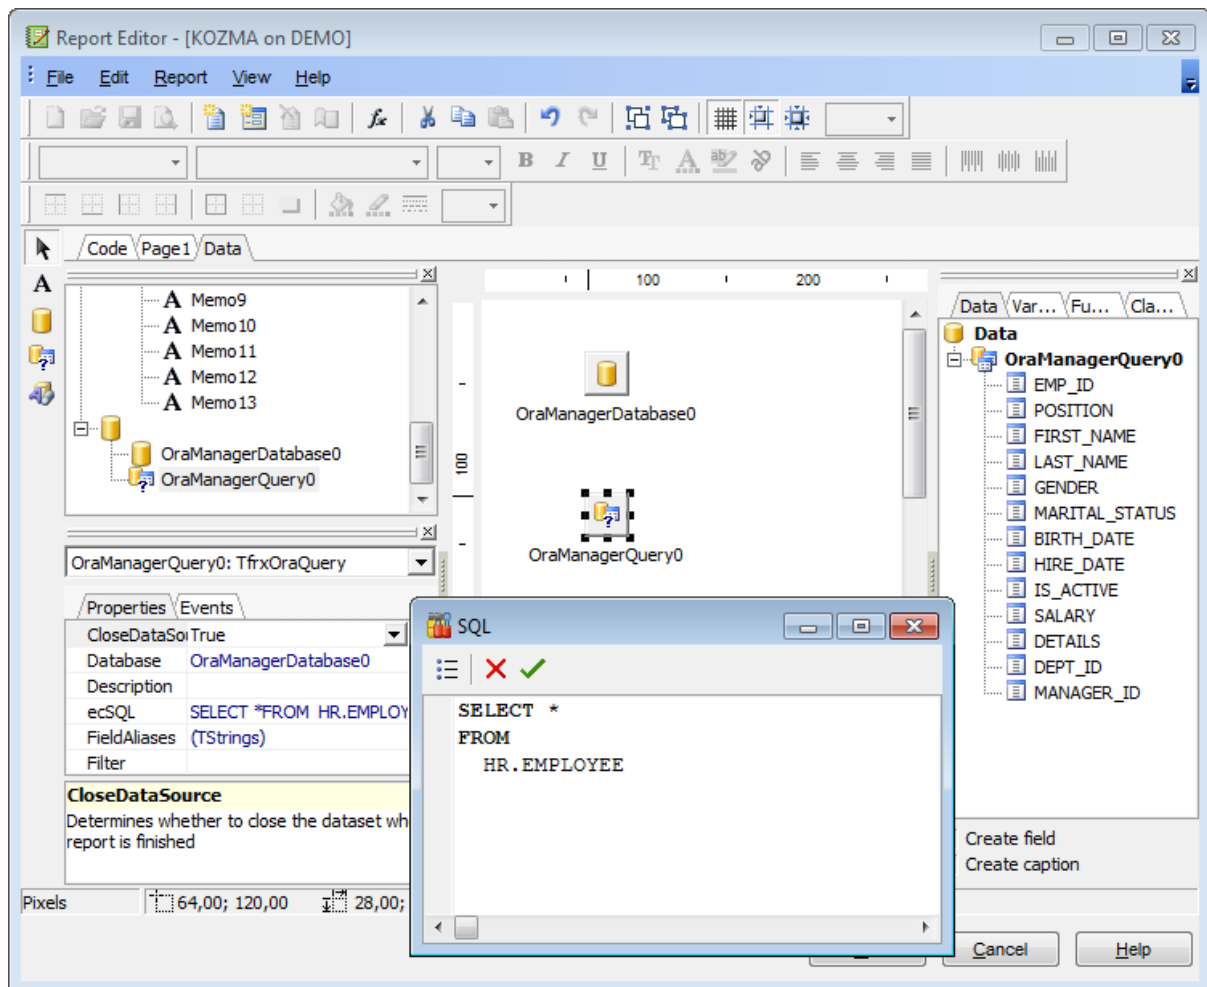 Report Editor - [KOZMA on DEMO]
File Edit Report View Help
fx
B I U
Code Page1 Data
Memo9
Memo10
Memo11
Memo12
Memo13
OraManagerDatabase0
OraManagerQuery0
OraManagerQuery0: TfrxOraQuery
Properties Events
CloseDataSou True
Database OraManagerDatabase0
Description
ecSQL SELECT *FROM HR.EMPLOY
FieldAliases (TStrings)
Filter
CloseDataSource
Determines whether to close the dataset wh
report is finished
100 200
100
OraManagerDatabase0
OraManagerQuery0
Data Var... Fu... Cla...
Data
OraManagerQuery0
EMP_ID
POSITION
FIRST_NAME
LAST_NAME
GENDER
MARITAL_STATUS
BIRTH_DATE
HIRE_DATE
IS_ACTIVE
SALARY
DETAILS
DEPT_ID
MANAGER_ID
Create field
Create caption
SQL
SELECT *
FROM
HR.EMPLOYEE
Pixels 64,00; 120,00 28,00;
Cancel Help